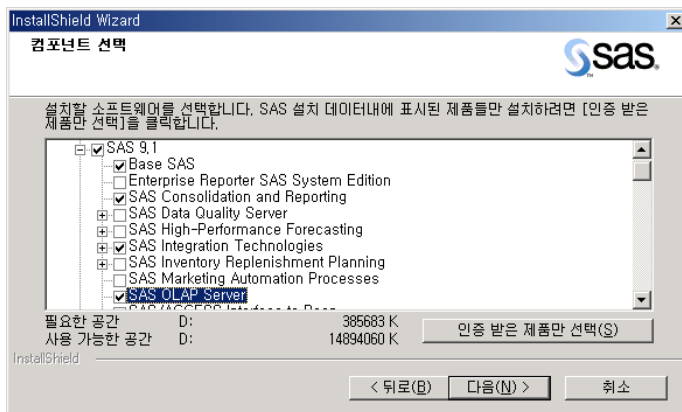 InstallShield Wizard
컴포넌트 선택
sas.
설치할 소프트웨어를 선택합니다. SAS 설치 데이터내에 표시된 제품들만 설치하려면 [인증 받은
제품만 선택]을 클릭합니다.
SAS 9.1
Base SAS
Enterprise Reporter SAS System Edition
SAS Consolidation and Reporting
SAS Data Quality Server
SAS High-Performance Forecasting
SAS Integration Technologies
SAS Inventory Replenishment Planning
SAS Marketing Automation Processes
SAS OLAP Server
필요한 공간 D: 385683 K
사용 가능한 공간 D: 14894060 K
인증 받은 제품만 선택(S)
InstallShield
< 뒤로(B) 다음(N) > 취소